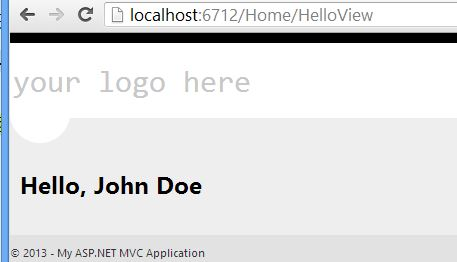 localhost:6712/Home/HelloView
your logo here
Hello, John Doe
© 2013 - My ASP.NET MVC Application